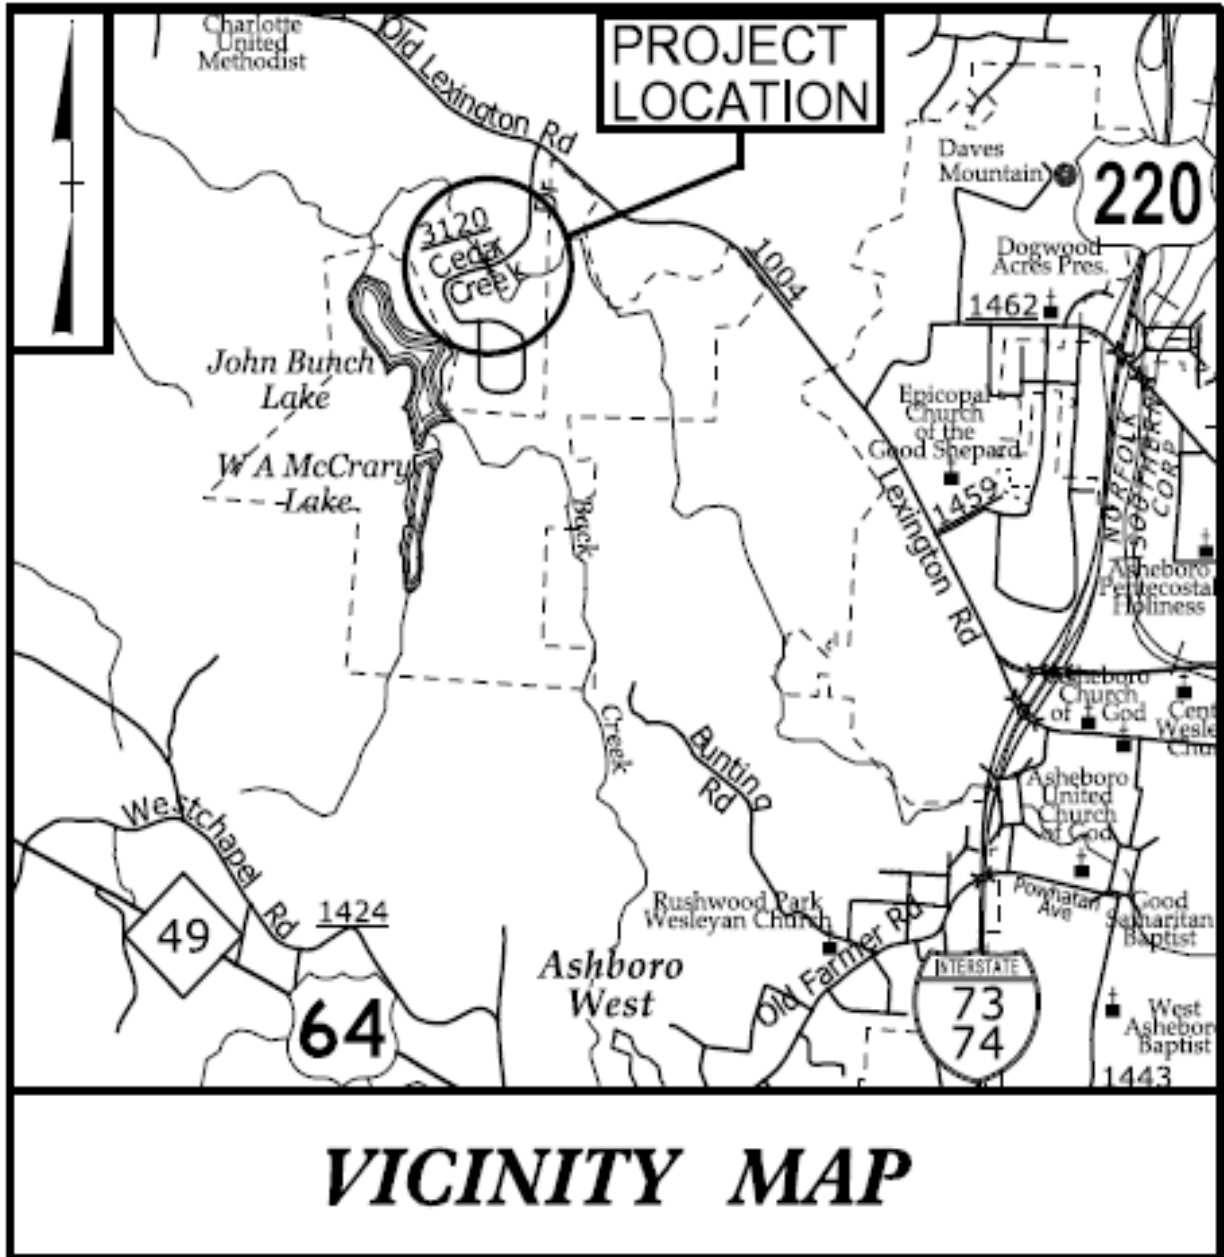 Charlotte
United
Methodist
Old Lexington Rd
PROJECT
LOCATION
Daves
Mountain
220
3120
Cedar
Creek
Dr
1004
Dogwood
Acres Pres.
1462
John Bunch
Lake
Epicopal
Church
of the
Good Shepard
NORFOLK
SOUTHERN
CORP
W A McCrary
Lake
1459
Lexington Rd
Back
Creek
Asheboro
Pentecostal
Holiness
Asheboro
Church
of God
Cent
Wesle
Chu
Bunting
Rd
Asheboro
United
Church
of God
Westchapel
Rd
1424
49
64
Rushwood Park
Wesleyan Church
Ashboro
West
Old Farmer Rd
Powhatan
Ave
Good
Samaritan
Baptist
INTERSTATE
73
74
West
Asheboro
Baptist
1443
VICINITY MAP